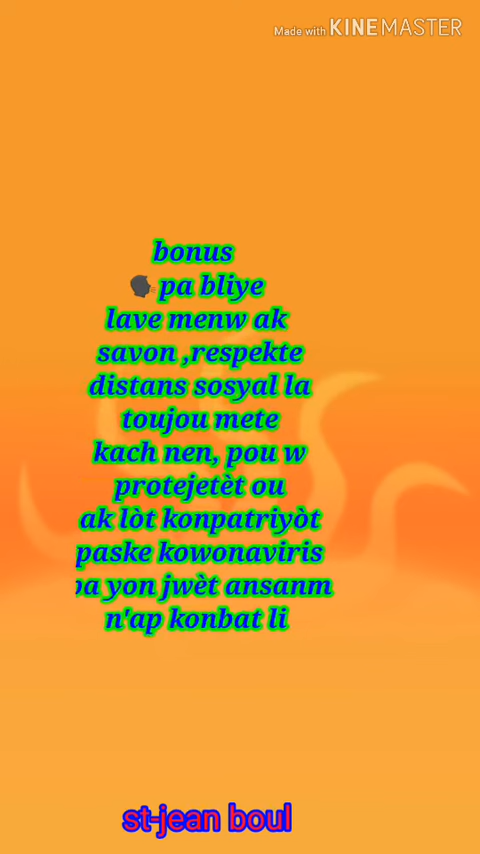 Made with KINEMASTER
bonus
🗣 pa bliye
lave menw ak
savon ,respekte
distans sosyal la
toujou mete
kach nen, pou w
protejetèt ou
ak lòt konpatriyòt
paske kowonaviris
pa yon jwèt ansanm
n'ap konbat li
st-jean boul